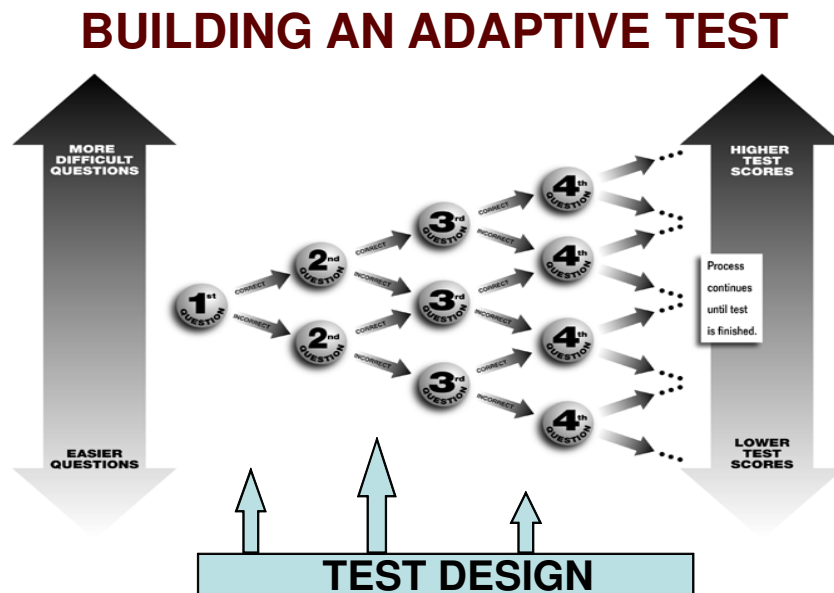 BUILDING AN ADAPTIVE TEST
MORE
DIFFICULT
QUESTIONS
EASIER
QUESTIONS
1st
QUESTION
CORRECT
INCORRECT
2nd
QUESTION
2nd
QUESTION
CORRECT
INCORRECT
CORRECT
INCORRECT
3rd
QUESTION
3rd
QUESTION
3rd
QUESTION
CORRECT
INCORRECT
CORRECT
INCORRECT
CORRECT
INCORRECT
4th
QUESTION
4th
QUESTION
4th
QUESTION
4th
QUESTION
HIGHER
TEST
SCORES
Process
continues
until test
is finished.
LOWER
TEST
SCORES
TEST DESIGN